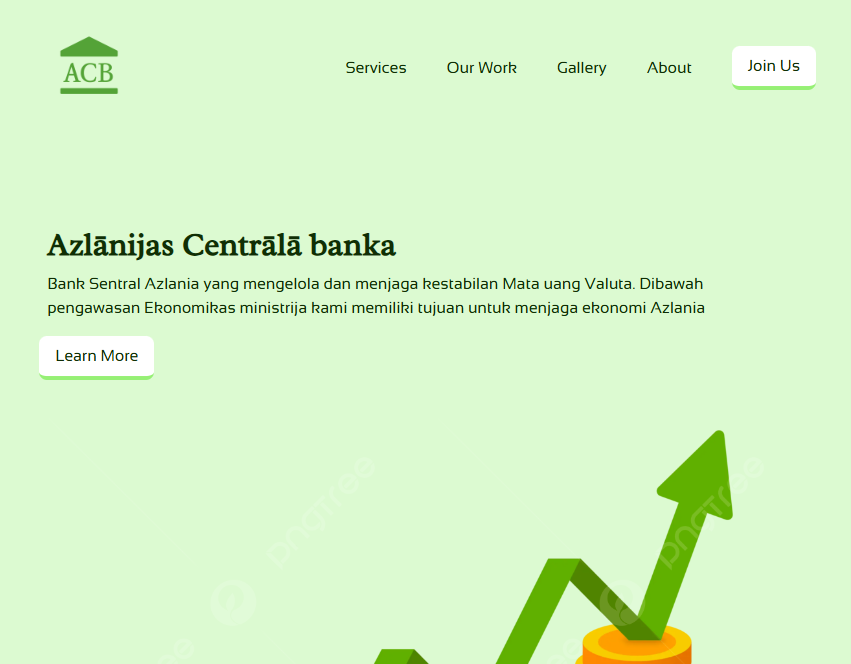 ACB
Services Our Work Gallery About Join Us
Azlānijas Centrālā banka
Bank Sentral Azlania yang mengelola dan menjaga kestabilan Mata uang Valuta. Dibawah
pengawasan Ekonomikas ministrija kami memiliki tujuan untuk menjaga ekonomi Azlania
Learn More
pngtree
pngtree